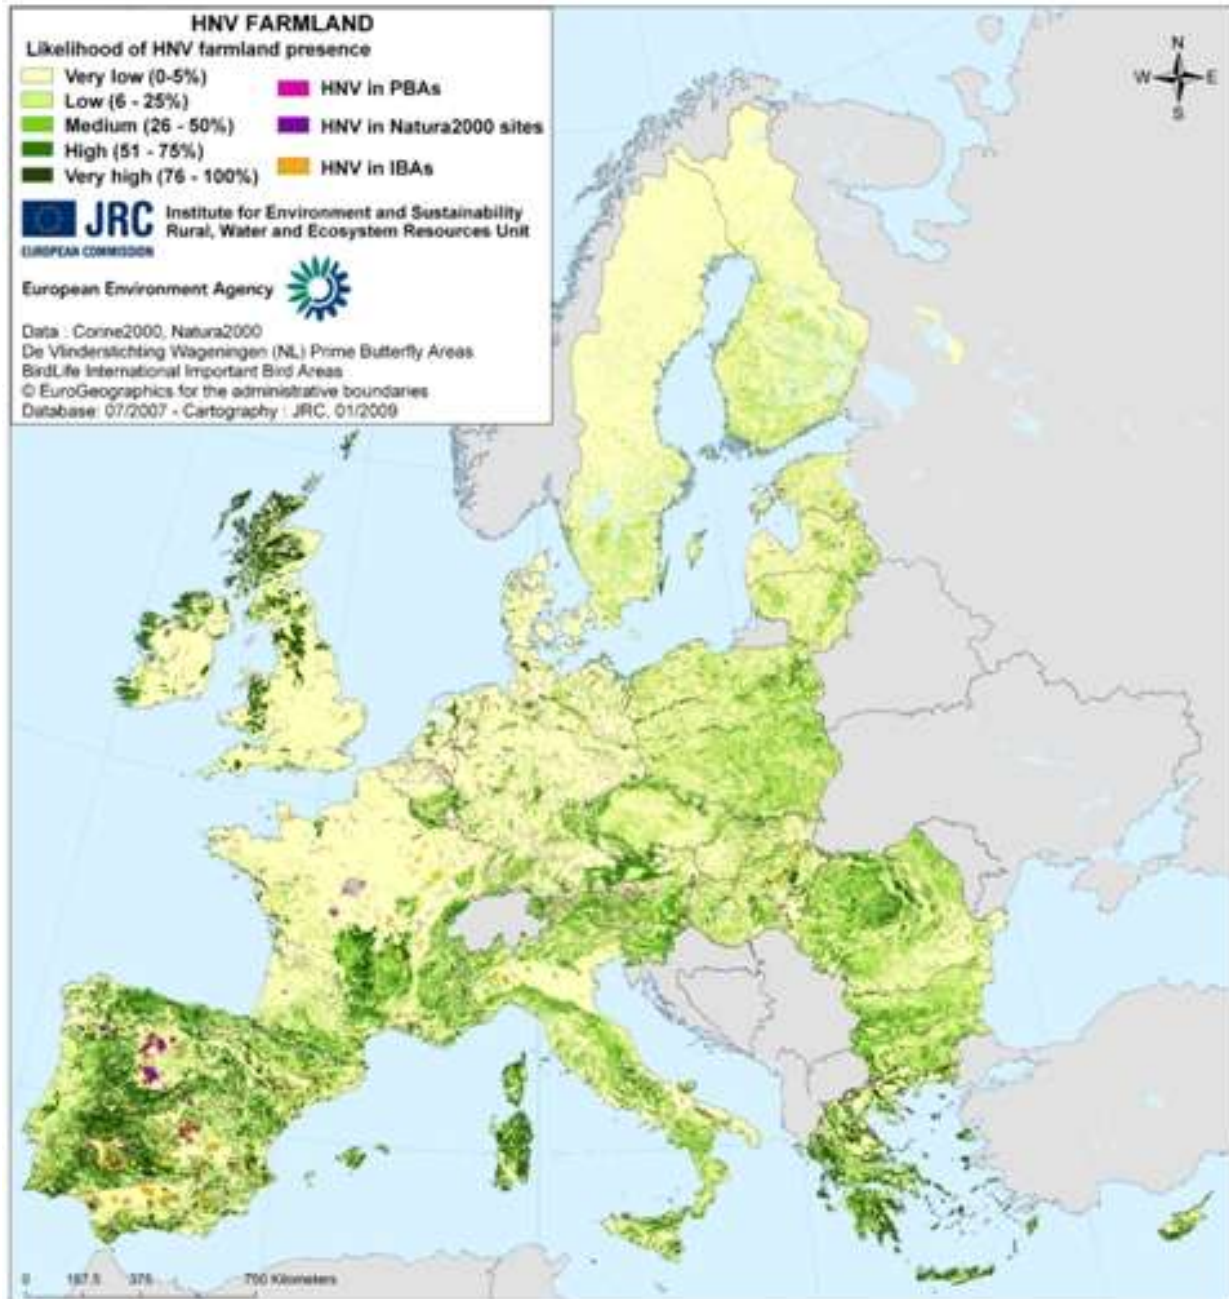 HNV FARMLAND
Likelihood of HNV farmland presence
Very low (0-5%)
Low (6 - 25%)
Medium (26 - 50%)
High (51 - 75%)
Very high (76 - 100%)
HNV in PBAs
HNV in Natura2000 sites
HNV in IBAs
JRC
EUROPEAN COMMISSION
Institute for Environment and Sustainability
Rural, Water and Ecosystem Resources Unit
European Environment Agency
Data : Corine2000, Natura2000
De Vlinderstichting Wageningen (NL) Prime Butterfly Areas
BirdLife International Important Bird Areas
© EuroGeographics for the administrative boundaries
Database: 07/2007 - Cartography : JRC, 01/2009
N
W E
S
0 187.5 375 750 Kilometers